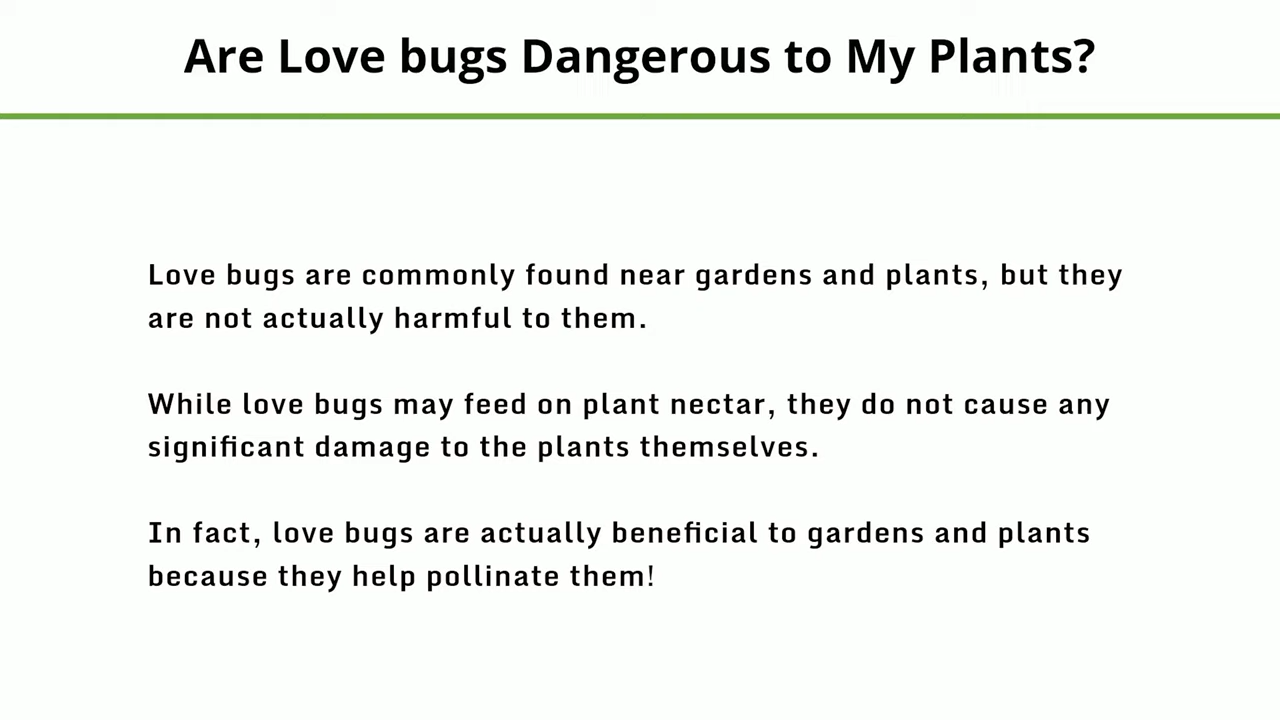 Are Love bugs Dangerous to My Plants?
Love bugs are commonly found near gardens and plants, but they
are not actually harmful to them.
While love bugs may feed on plant nectar, they do not cause any
significant damage to the plants themselves.
In fact, love bugs are actually beneficial to gardens and plants
because they help pollinate them!